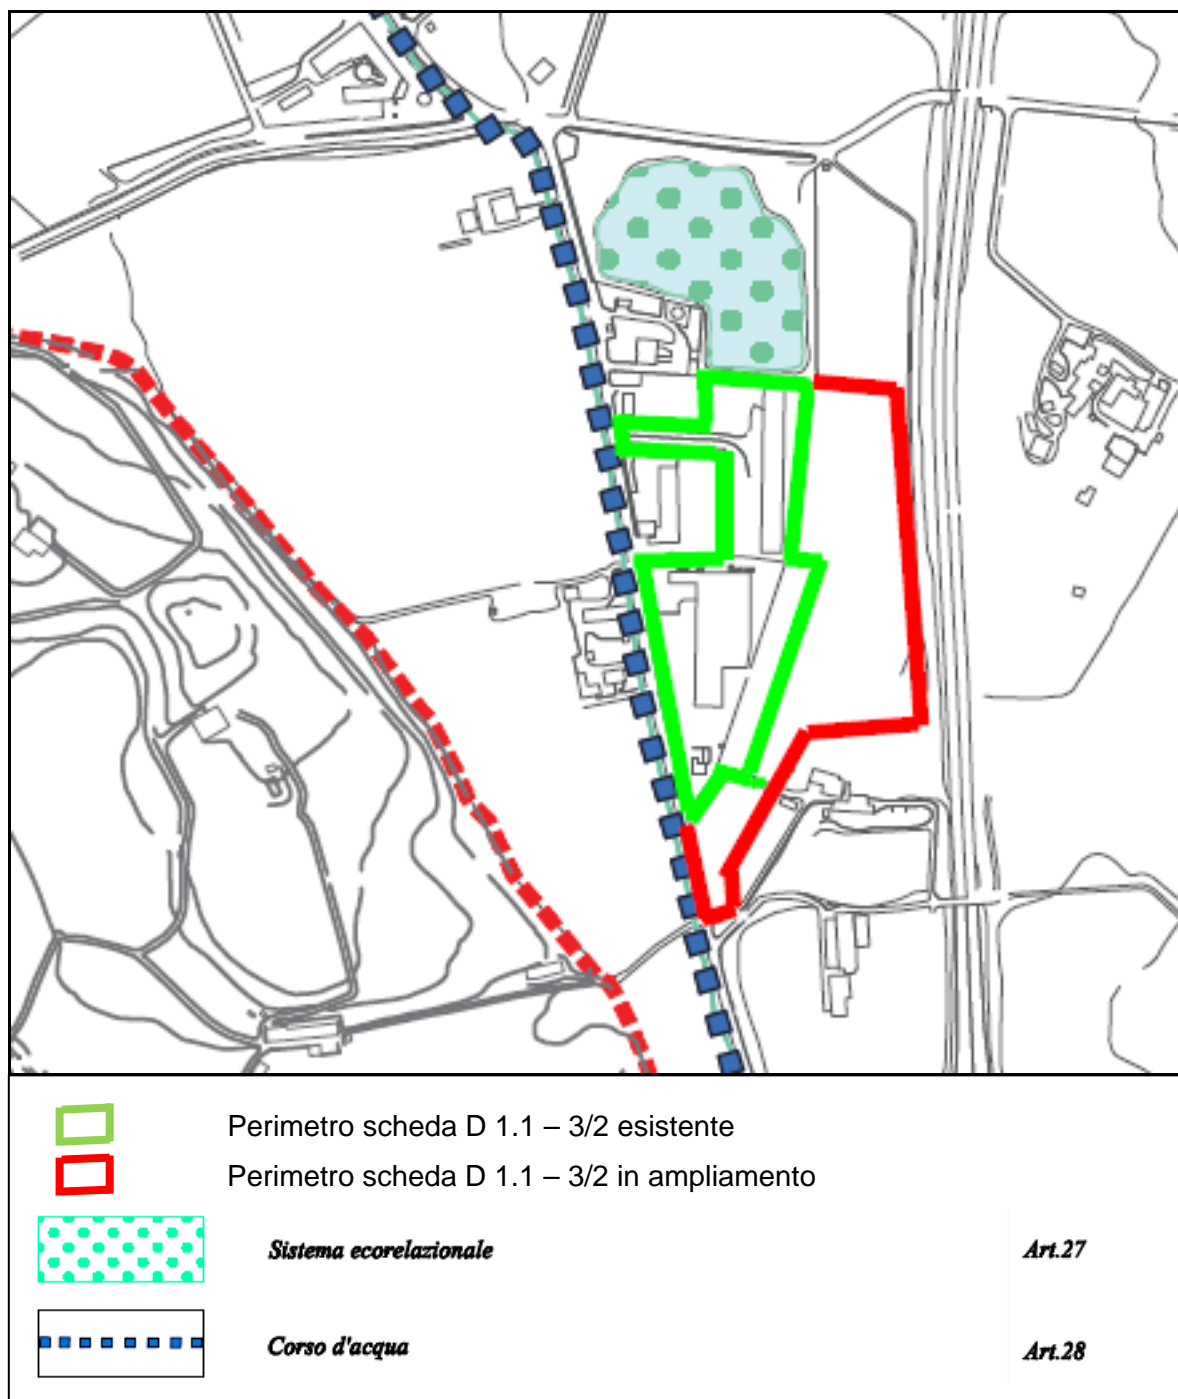 Perimetro scheda D 1.1 – 3/2 esistente
Perimetro scheda D 1.1 – 3/2 in ampliamento
Sistema ecorelazionale Art.27
Corso d'acqua Art.28